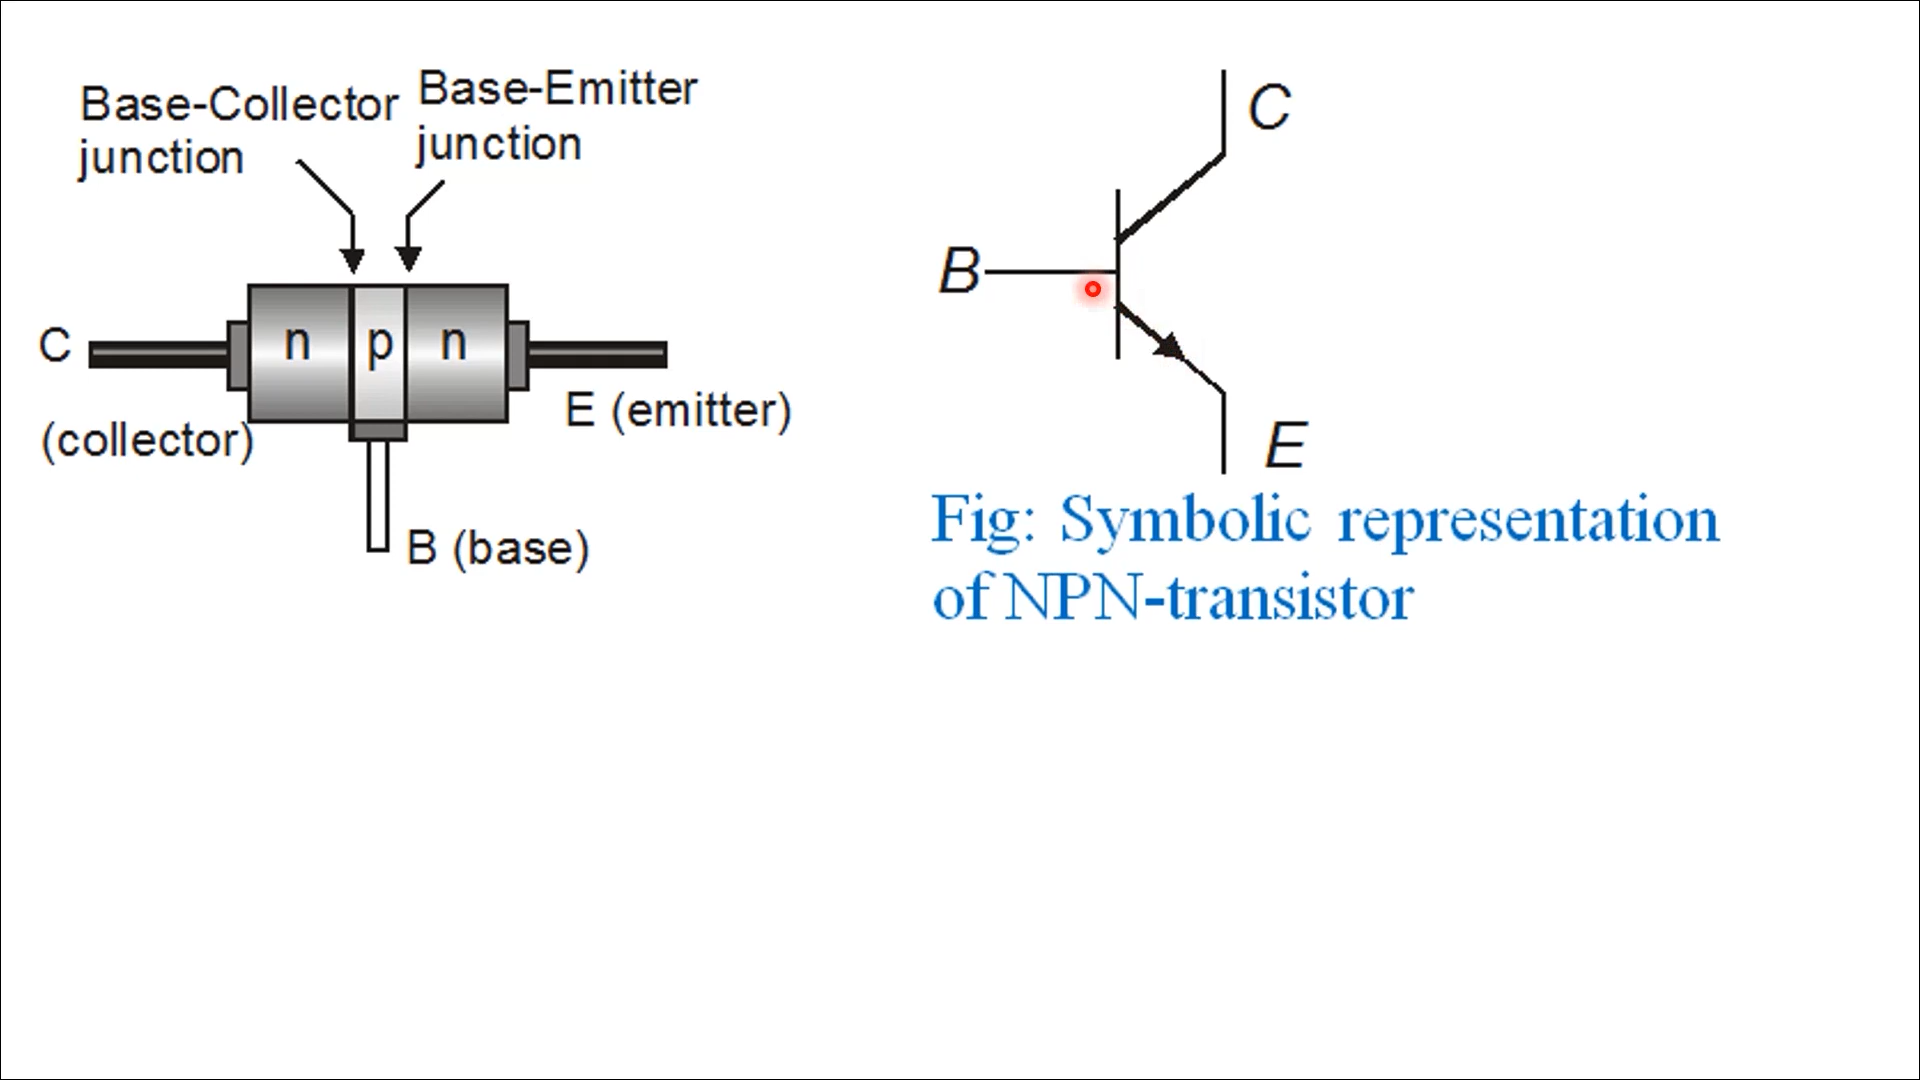 Base-Collector
junction
Base-Emitter
junction
C
n
p
n
(collector)
E (emitter)
B (base)
C
B
E
Fig: Symbolic representation
of NPN-transistor